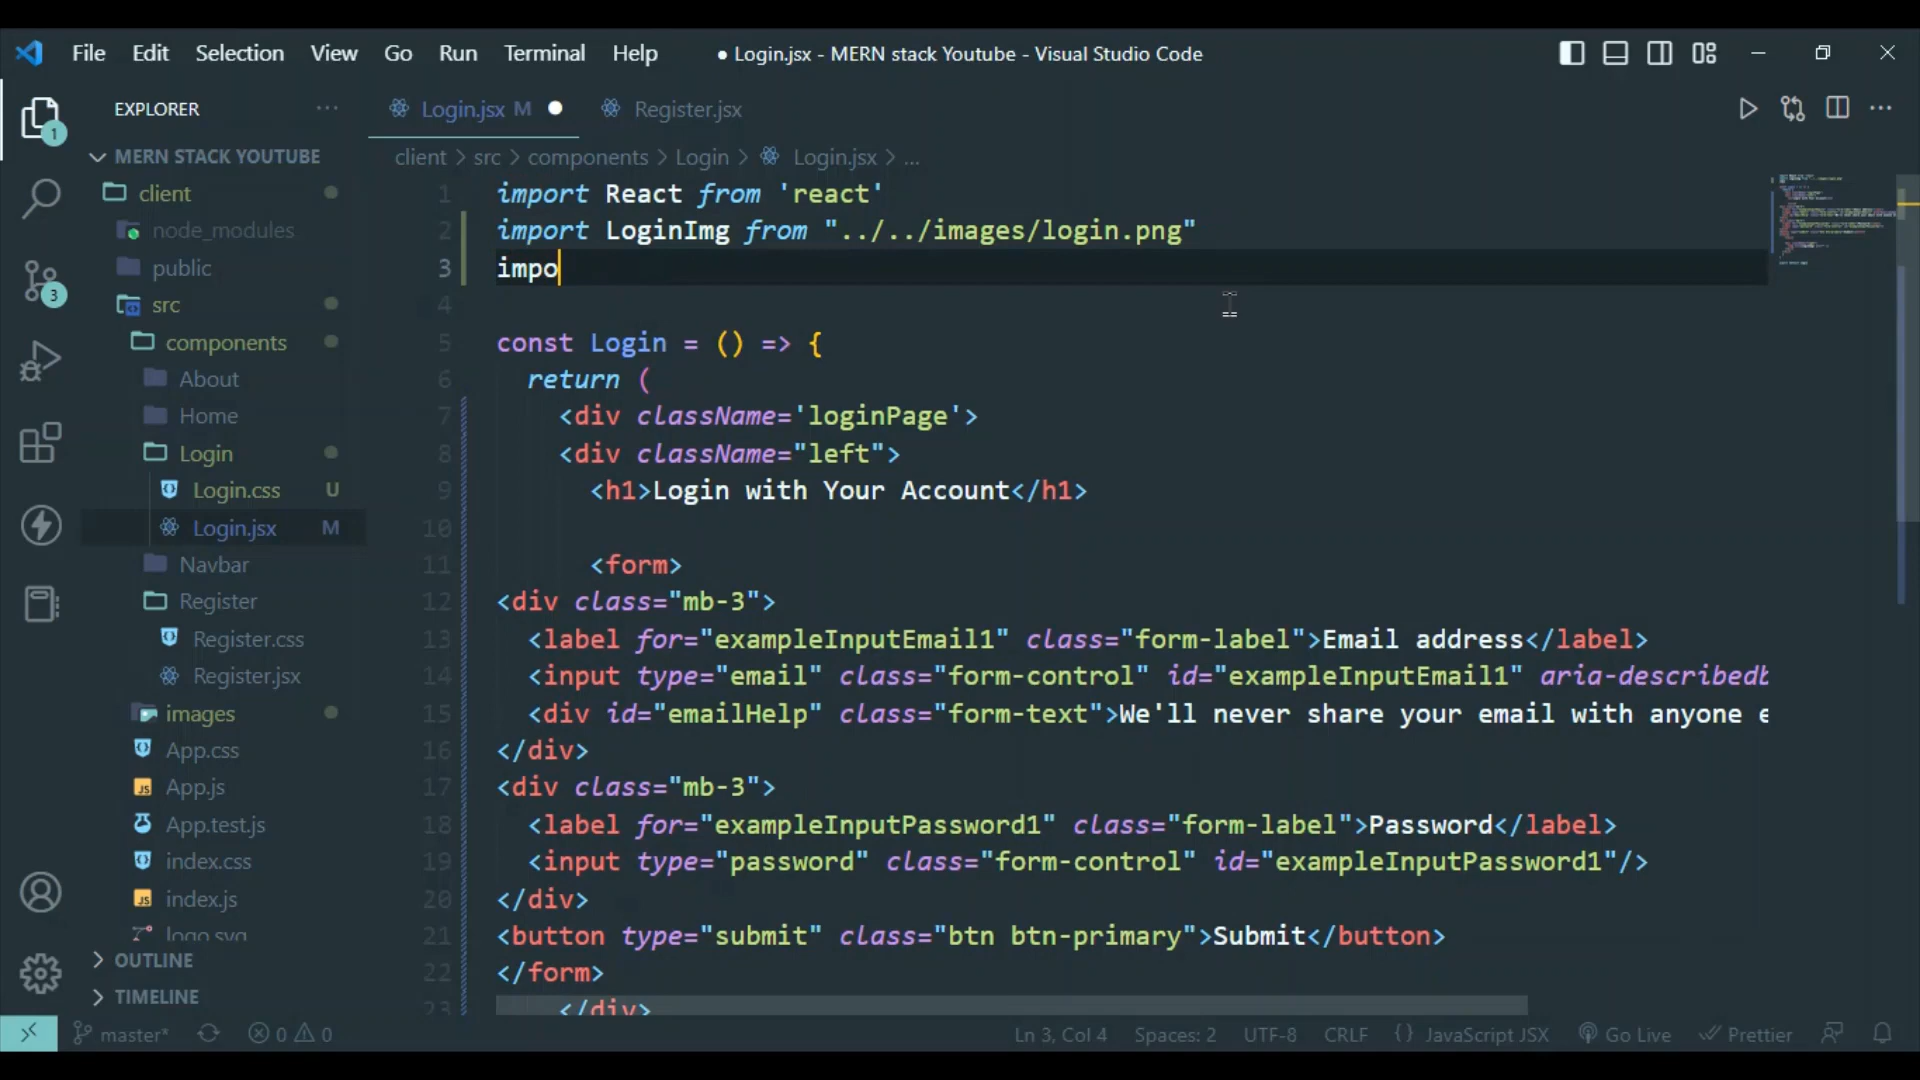 File Edit Selection View Go Run Terminal Help
● Login.jsx - MERN stack Youtube - Visual Studio Code
EXPLORER ...
Login.jsx M ●
Register.jsx
1
MERN STACK YOUTUBE
client > src > components > Login > Login.jsx > ...
client
node_modules
public
3
src
components
About
Home
Login
Login.css U
Login.jsx M
Navbar
Register
Register.css
Register.jsx
images
App.css
JS App.js
App.test.js
index.css
JS index.js
logo.svg
OUTLINE
TIMELINE
1 import React from 'react'
2 import LoginImg from "../../images/login.png"
3 impo
4
5 const Login = () => {
6 return (
7 <div className='loginPage'>
8 <div className="left">
9 <h1>Login with Your Account</h1>
10
11 <form>
12 <div class="mb-3">
13 <label for="exampleInputEmail1" class="form-label">Email address</label>
14 <input type="email" class="form-control" id="exampleInputEmail1" aria-describedb
15 <div id="emailHelp" class="form-text">We'll never share your email with anyone e
16 </div>
17 <div class="mb-3">
18 <label for="exampleInputPassword1" class="form-label">Password</label>
19 <input type="password" class="form-control" id="exampleInputPassword1"/>
20 </div>
21 <button type="submit" class="btn btn-primary">Submit</button>
22 </form>
23 </div>
master* 0 0
Ln 3, Col 4 Spaces: 2 UTF-8 CRLF {} JavaScript JSX Go Live Prettier